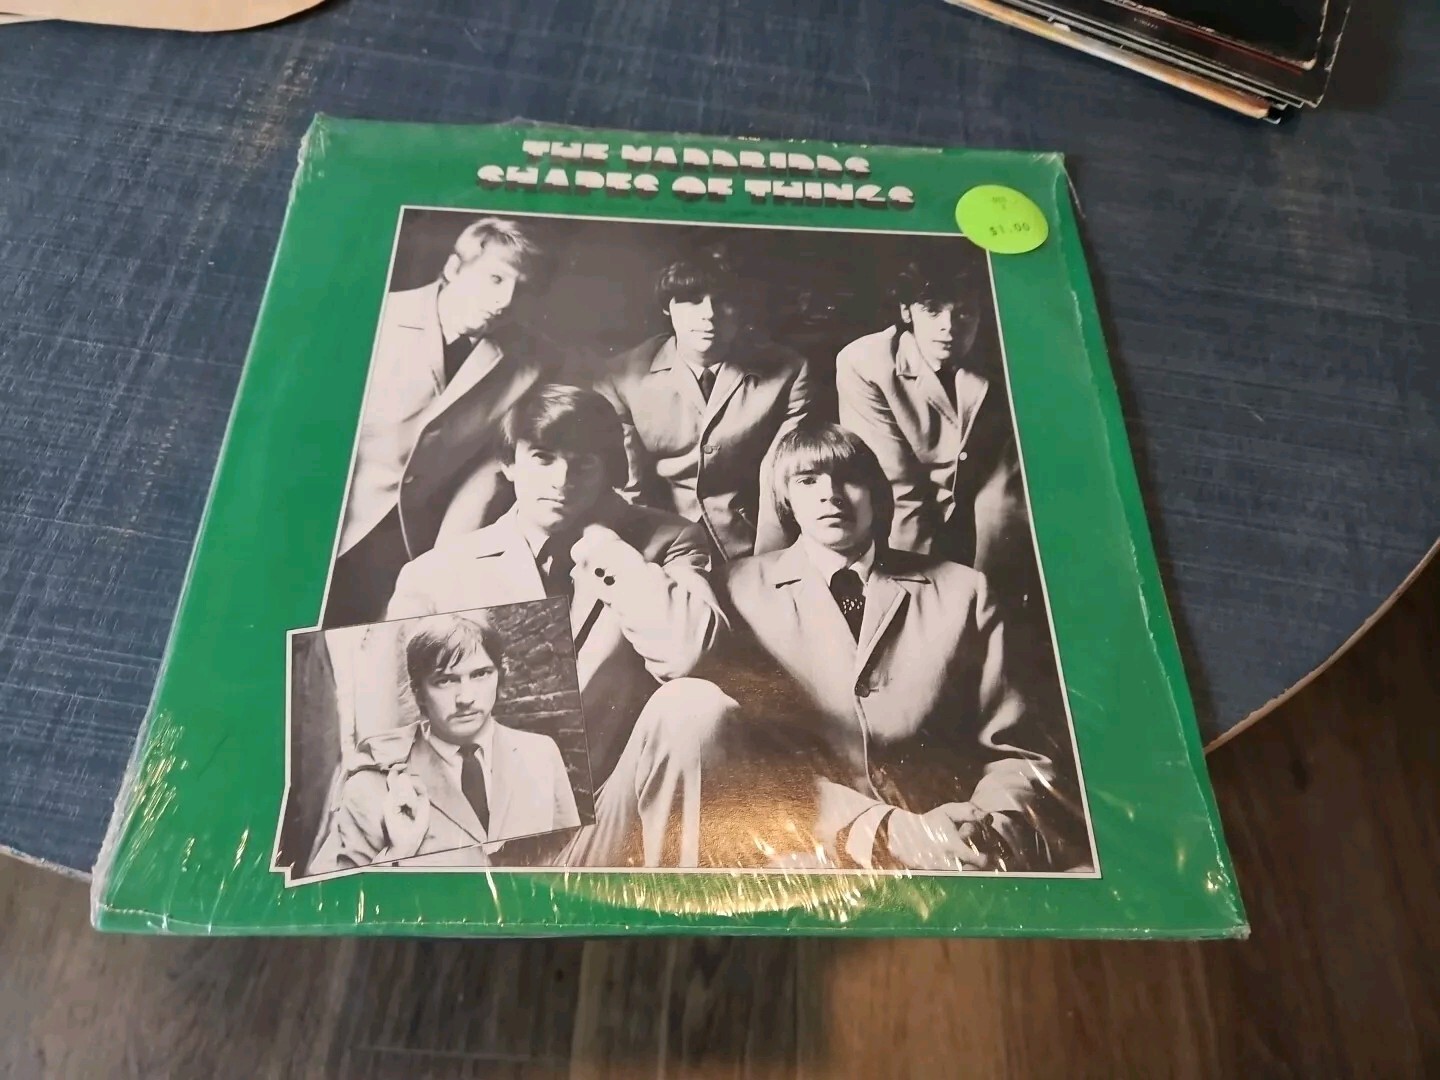 THE YARDBIRDS
SHAPES OF THINGS
$1.00